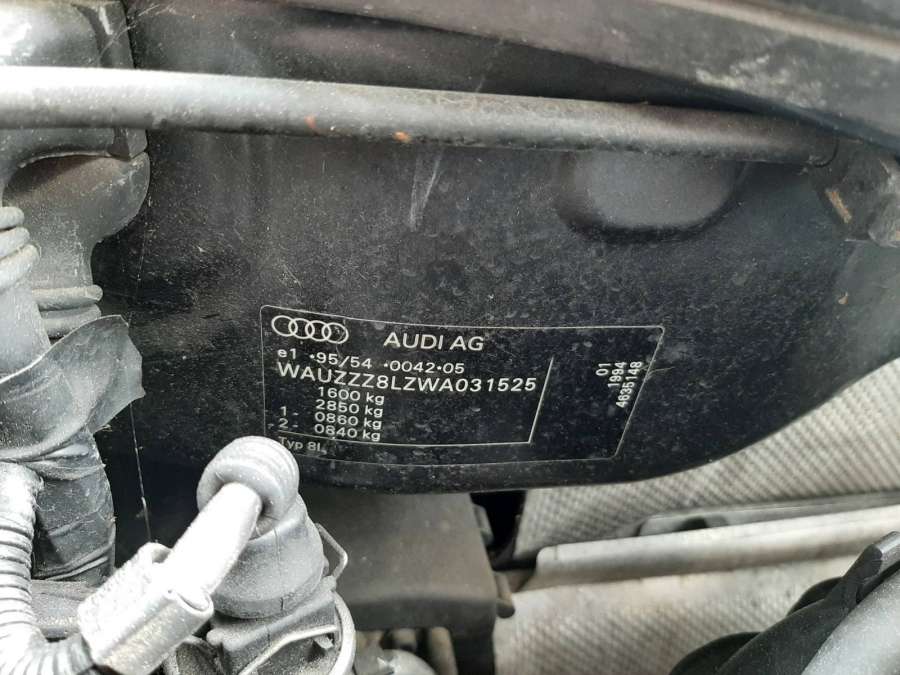 AUDI AG
e1 *95/54 *0042*05
WAUZZZ8LZWA031525
1600 kg
2850 kg
1- 0860 kg
2- 0840 kg
Typ 8L
01
1994
4635148